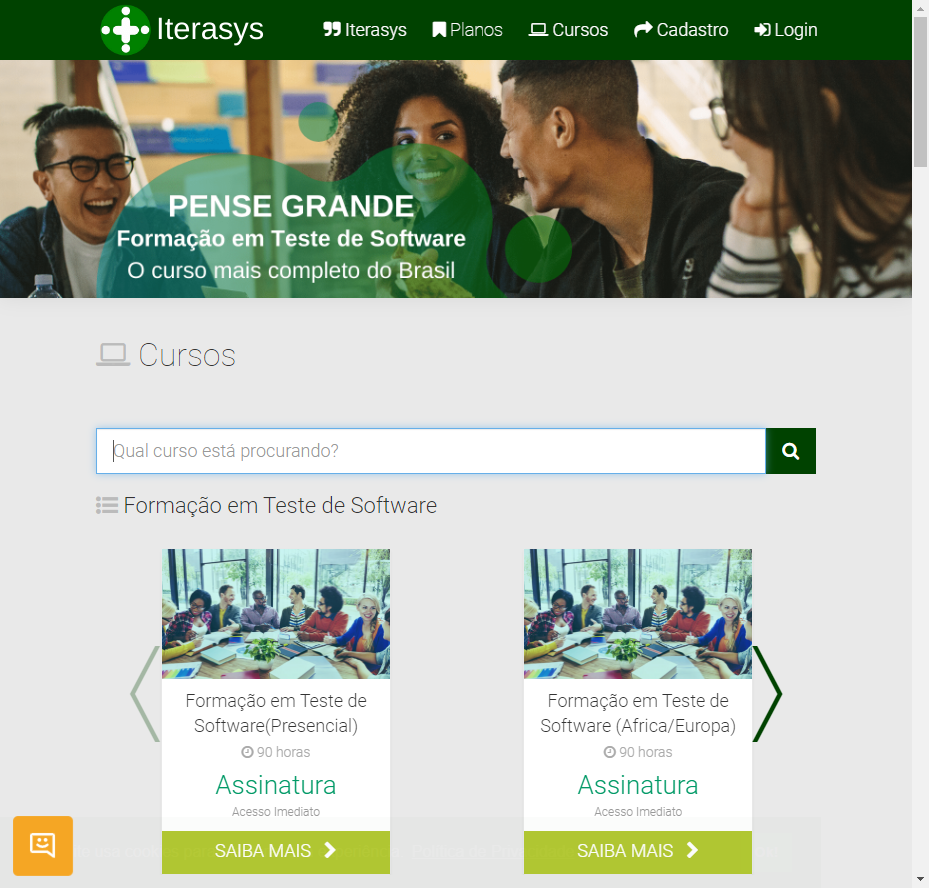 Iterasys
Iterasys
Planos
Cursos
Cadastro
Login
PENSE GRANDE
Formação em Teste de Software
O curso mais completo do Brasil
Cursos
Qual curso está procurando?
Formação em Teste de Software
Formação em Teste de
Software(Presencial)
90 horas
Assinatura
Acesso Imediato
SAIBA MAIS
Formação em Teste de
Software (Africa/Europa)
90 horas
Assinatura
Acesso Imediato
SAIBA MAIS